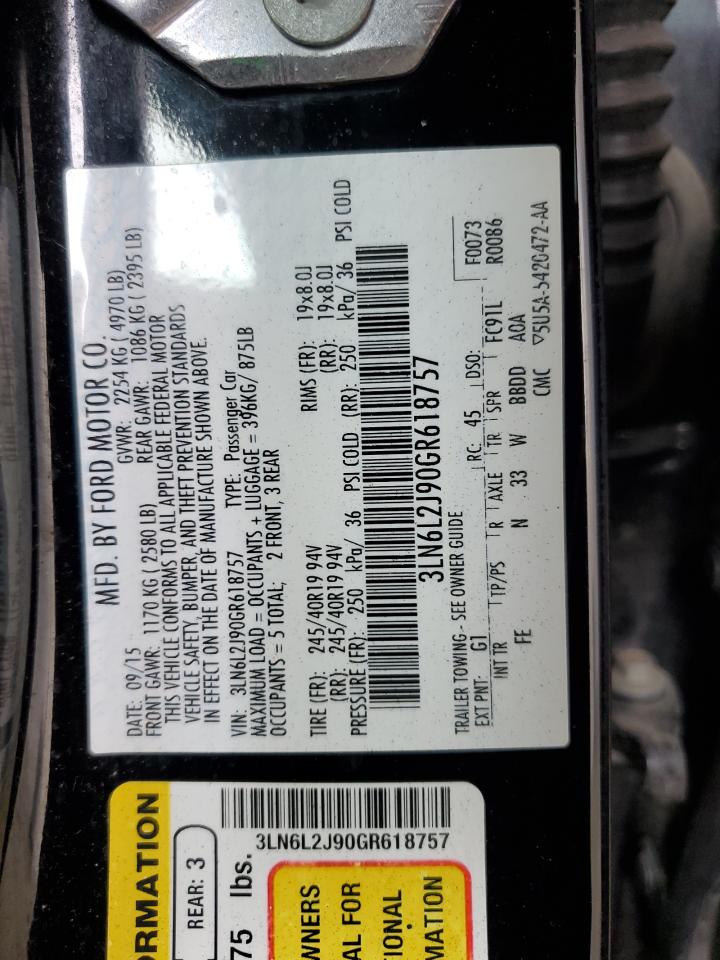 MFD. BY FORD MOTOR CO.
DATE: 09/15 GVWR: 2254 KG ( 4970 LB)
FRONT GAWR: 1170 KG ( 2580 LB) REAR GAWR: 1086 KG ( 2395 LB)
THIS VEHICLE CONFORMS TO ALL APPLICABLE FEDERAL MOTOR
VEHICLE SAFETY, BUMPER, AND THEFT PREVENTION STANDARDS
IN EFFECT ON THE DATE OF MANUFACTURE SHOWN ABOVE.
VIN: 3LN6L2J90GR618757 TYPE: Passenger Car
MAXIMUM LOAD = OCCUPANTS + LUGGAGE = 396KG/ 875LB
OCCUPANTS = 5 TOTAL; 2 FRONT, 3 REAR
TIRE (FR): 245/40R19 94V RIMS (FR): 19x8.0J
(RR): 245/40R19 94V (RR): 19x8.0J
PRESSURE (FR): 250 kPa/ 36 PSI COLD (RR): 250 kPa/ 36 PSI COLD
3LN6L2J90GR618757
TRAILER TOWING - SEE OWNER GUIDE F0073
EXT PNT: G1 RC: 45 DSO: R0086
INT TR TP/PS R AXLE TR SPR FC91L
FE N 33 W BBDD AOA
CMC ▽5U5A-5420472-AA
ORMATION
REAR: 3
75 lbs.
3LN6L2J90GR618757
WNERS
AL FOR
IONAL
MATION